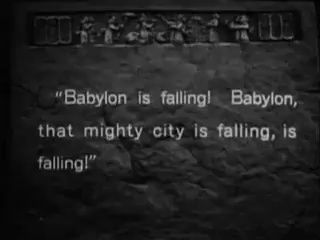 "Babylon is falling! Babylon,
that mighty city is falling, is
falling!"